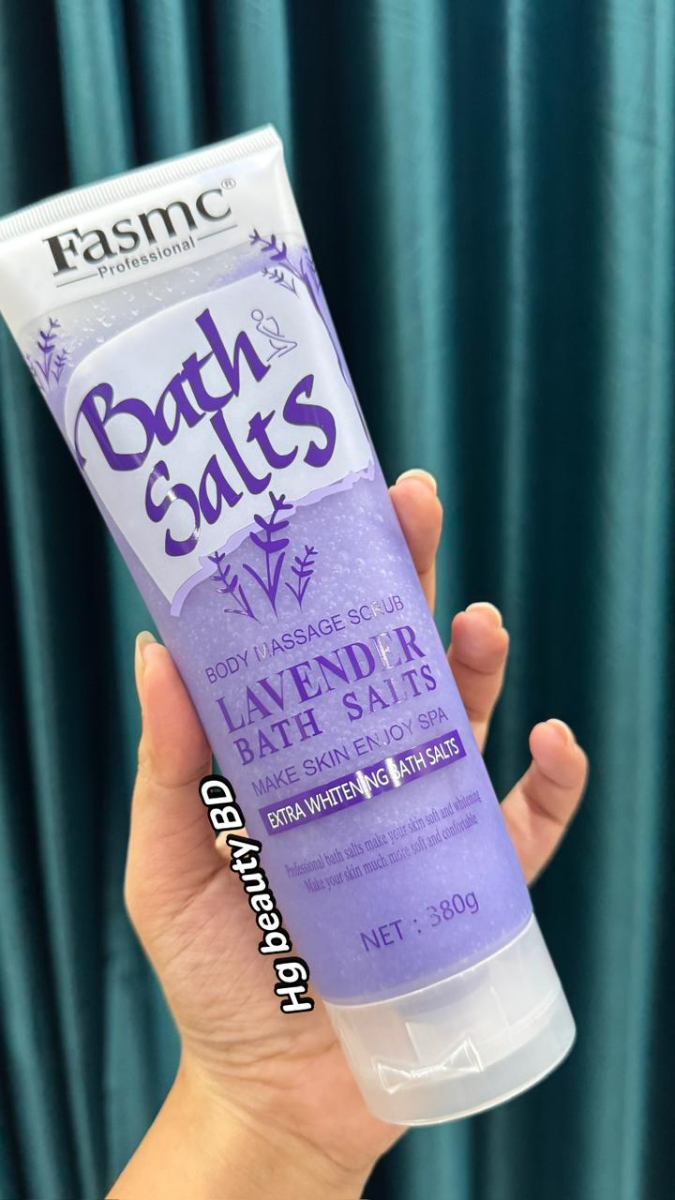 Fasmc®
Professional
Bath
Salts
BODY MASSAGE SCRUB
LAVENDER
BATH SALTS
MAKE SKIN ENJOY SPA
EXTRA WHITENING BATH SALTS
Professional bath salts make your skin soft and whitening
Make your skin much more soft and confortable
NET : 380g
Hg beauty BD